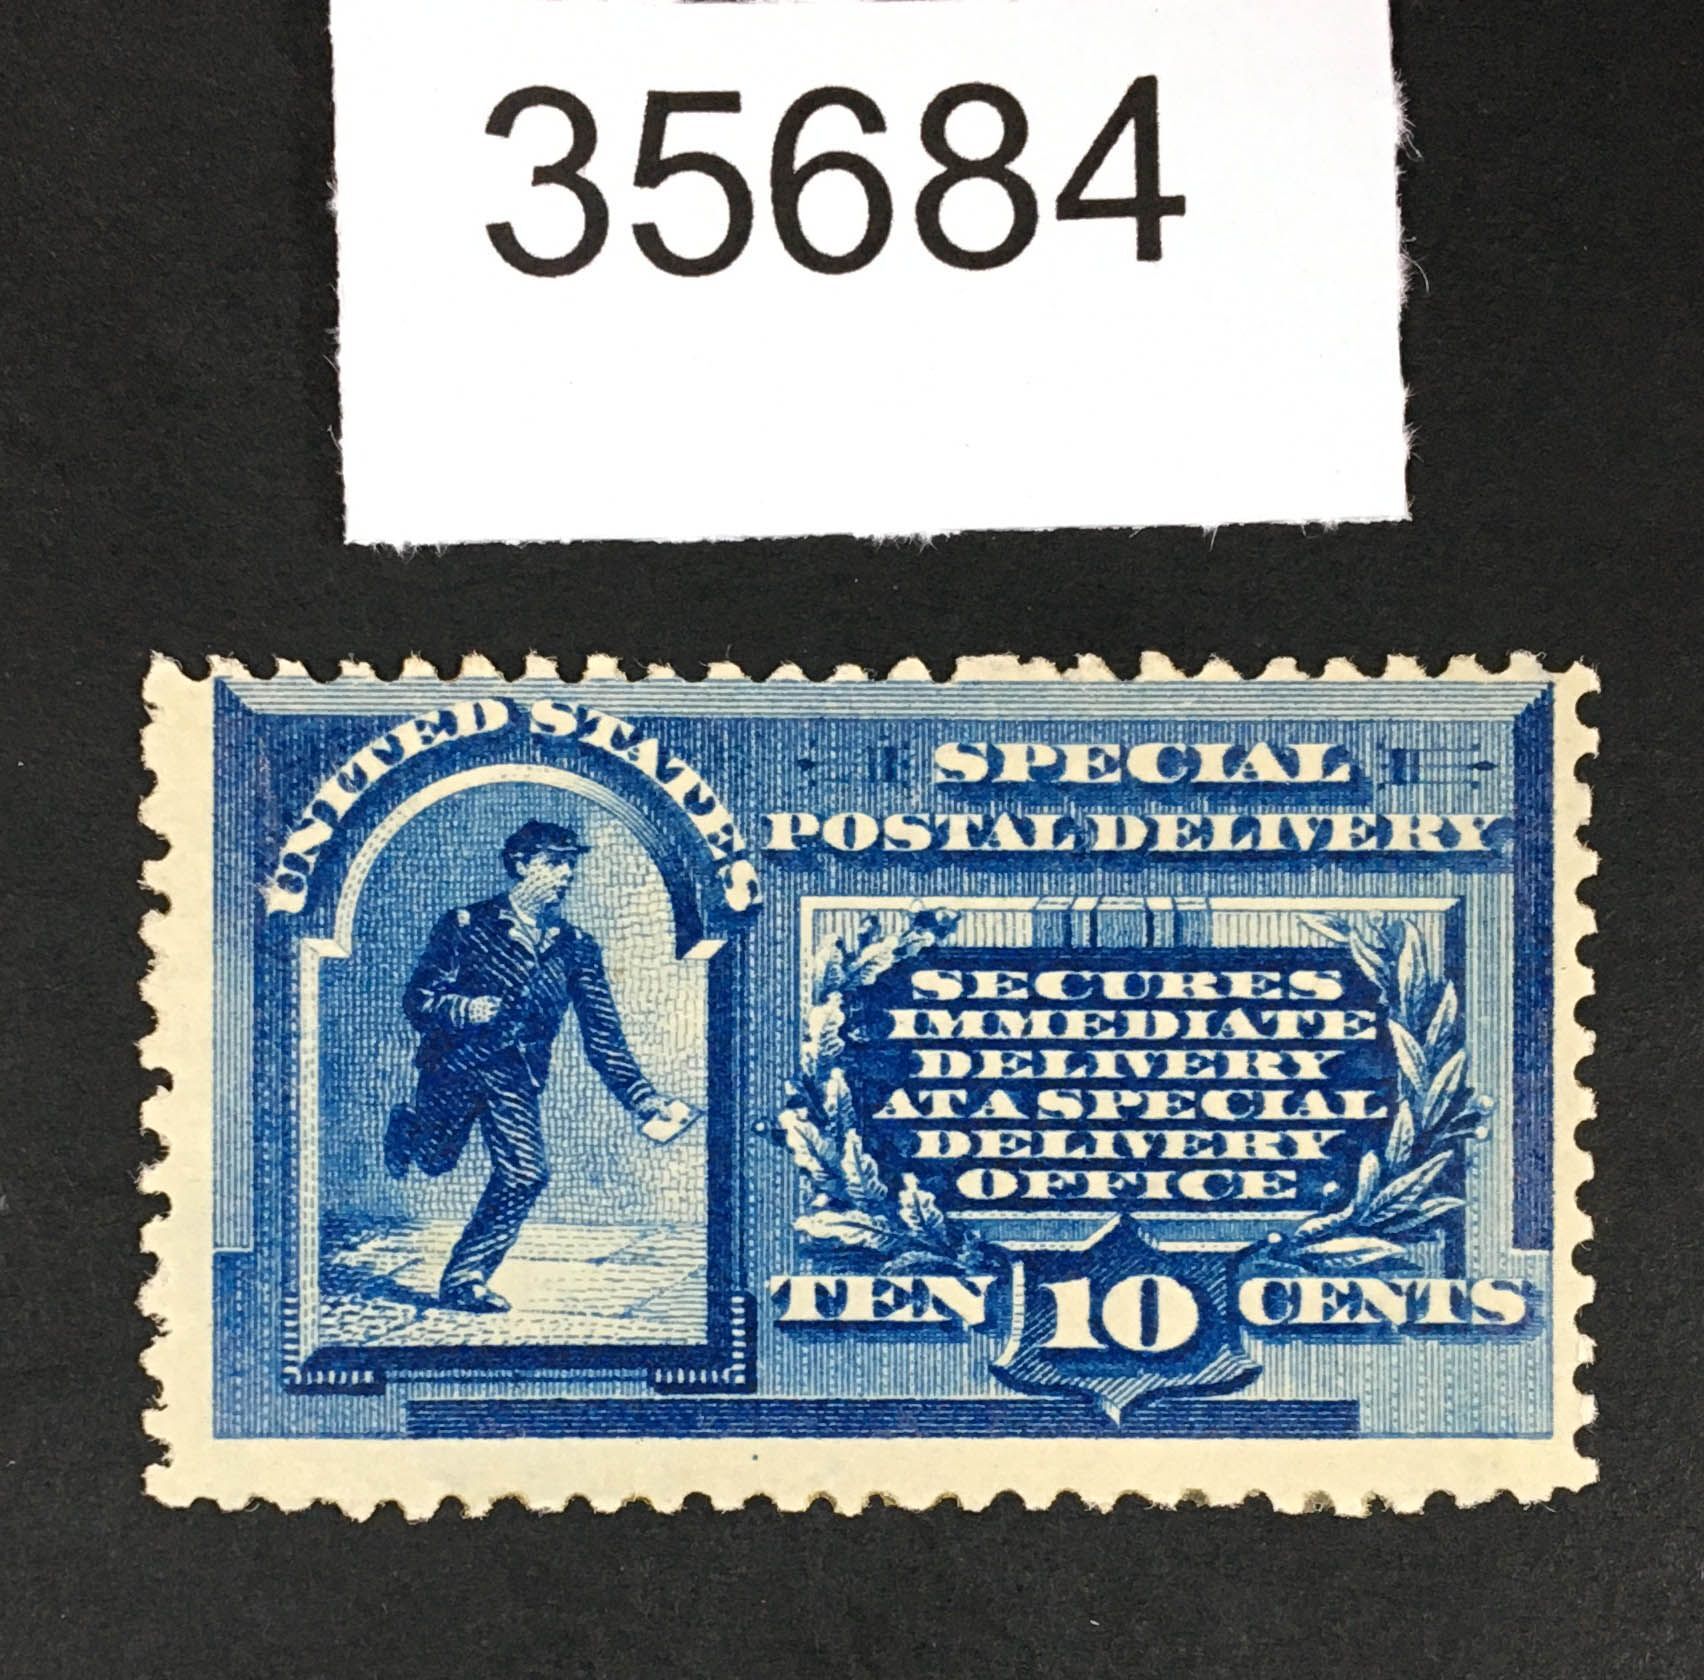 35684
UNITED STATES
SPECIAL
POSTAL DELIVERY
SECURES
IMMEDIATE
DELIVERY
AT A SPECIAL
DELIVERY
OFFICE
TEN 10 CENTS